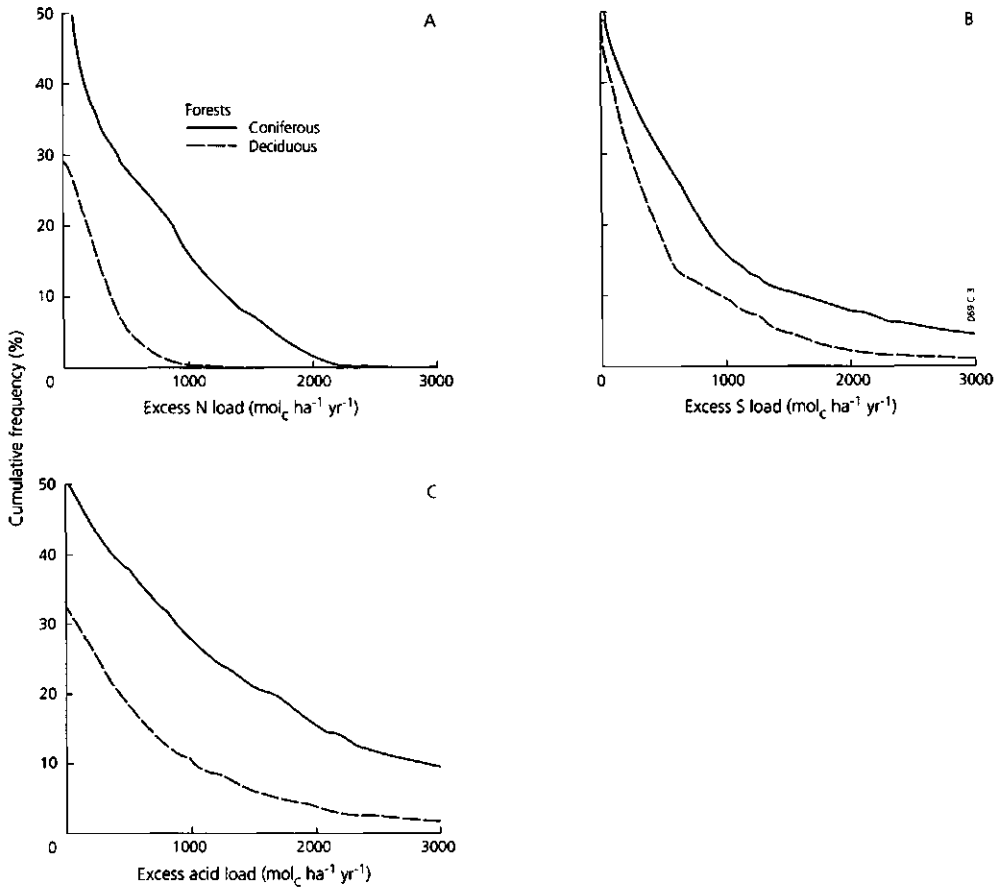 A
50
40
30
20
10
0
Forests
Coniferous
Deciduous
1000
2000
3000
Excess N load (mol_c ha⁻¹ yr⁻¹)
B
0
1000
2000
3000
Excess S load (mol_c ha⁻¹ yr⁻¹)
Cumulative frequency (%)
C
50
40
30
20
10
0
1000
2000
3000
Excess acid load (mol_c ha⁻¹ yr⁻¹)